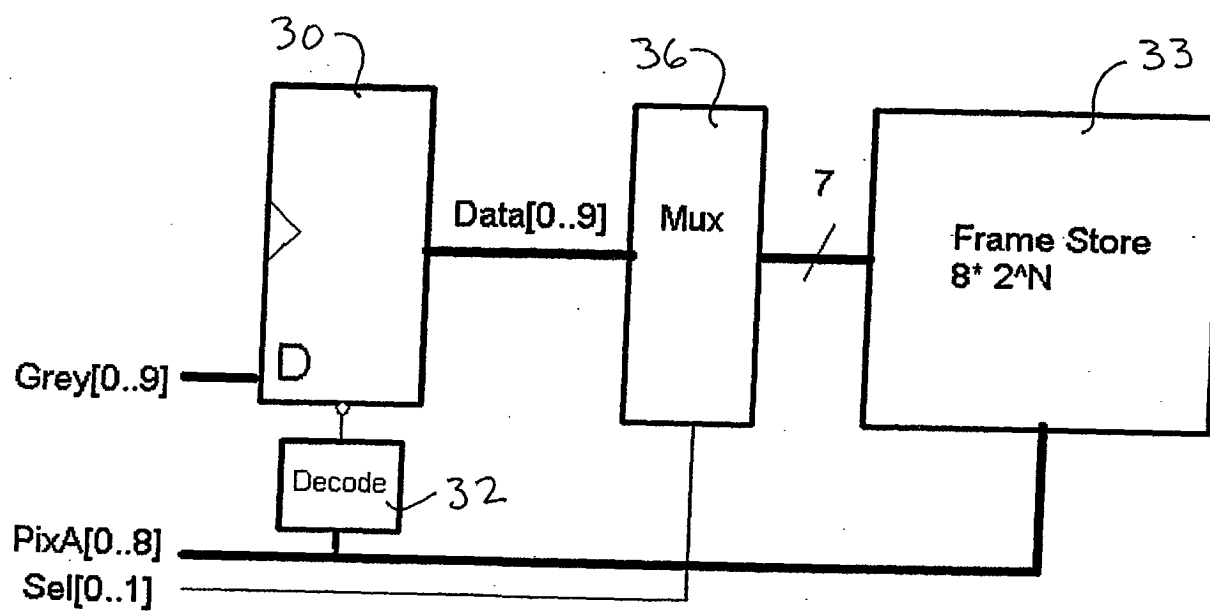 30
36
33
Data[0..9]
Mux
7
Frame Store
8* 2^N
D
Grey[0..9]
Decode
32
PixA[0..8]
Sel[0..1]